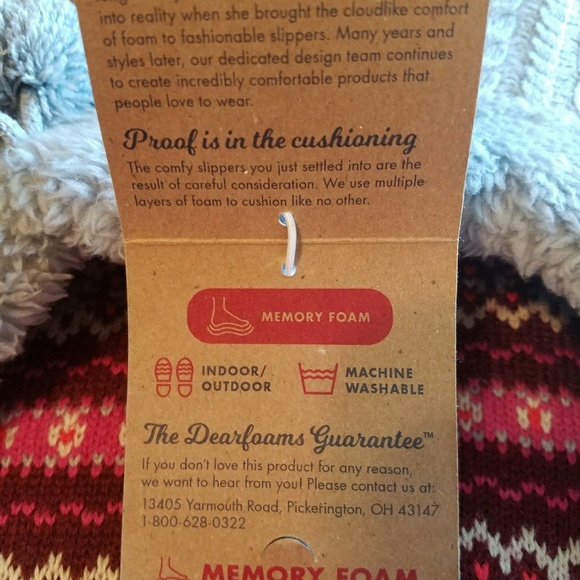 into reality when she brought the cloudlike comfort
of foam to fashionable slippers. Many years and
styles later, our dedicated design team continues
to create incredibly comfortable products that
people love to wear.
Proof is in the cushioning
The comfy slippers you just settled into are the
result of careful consideration. We use multiple
layers of foam to cushion like no other.
MEMORY FOAM
INDOOR/
OUTDOOR
MACHINE
WASHABLE
The Dearfoams Guarantee™
If you don't love this product for any reason,
we want to hear from you! Please contact us at:
13405 Yarmouth Road, Pickerington, OH 43147
1-800-628-0322
MEMORY FOAM